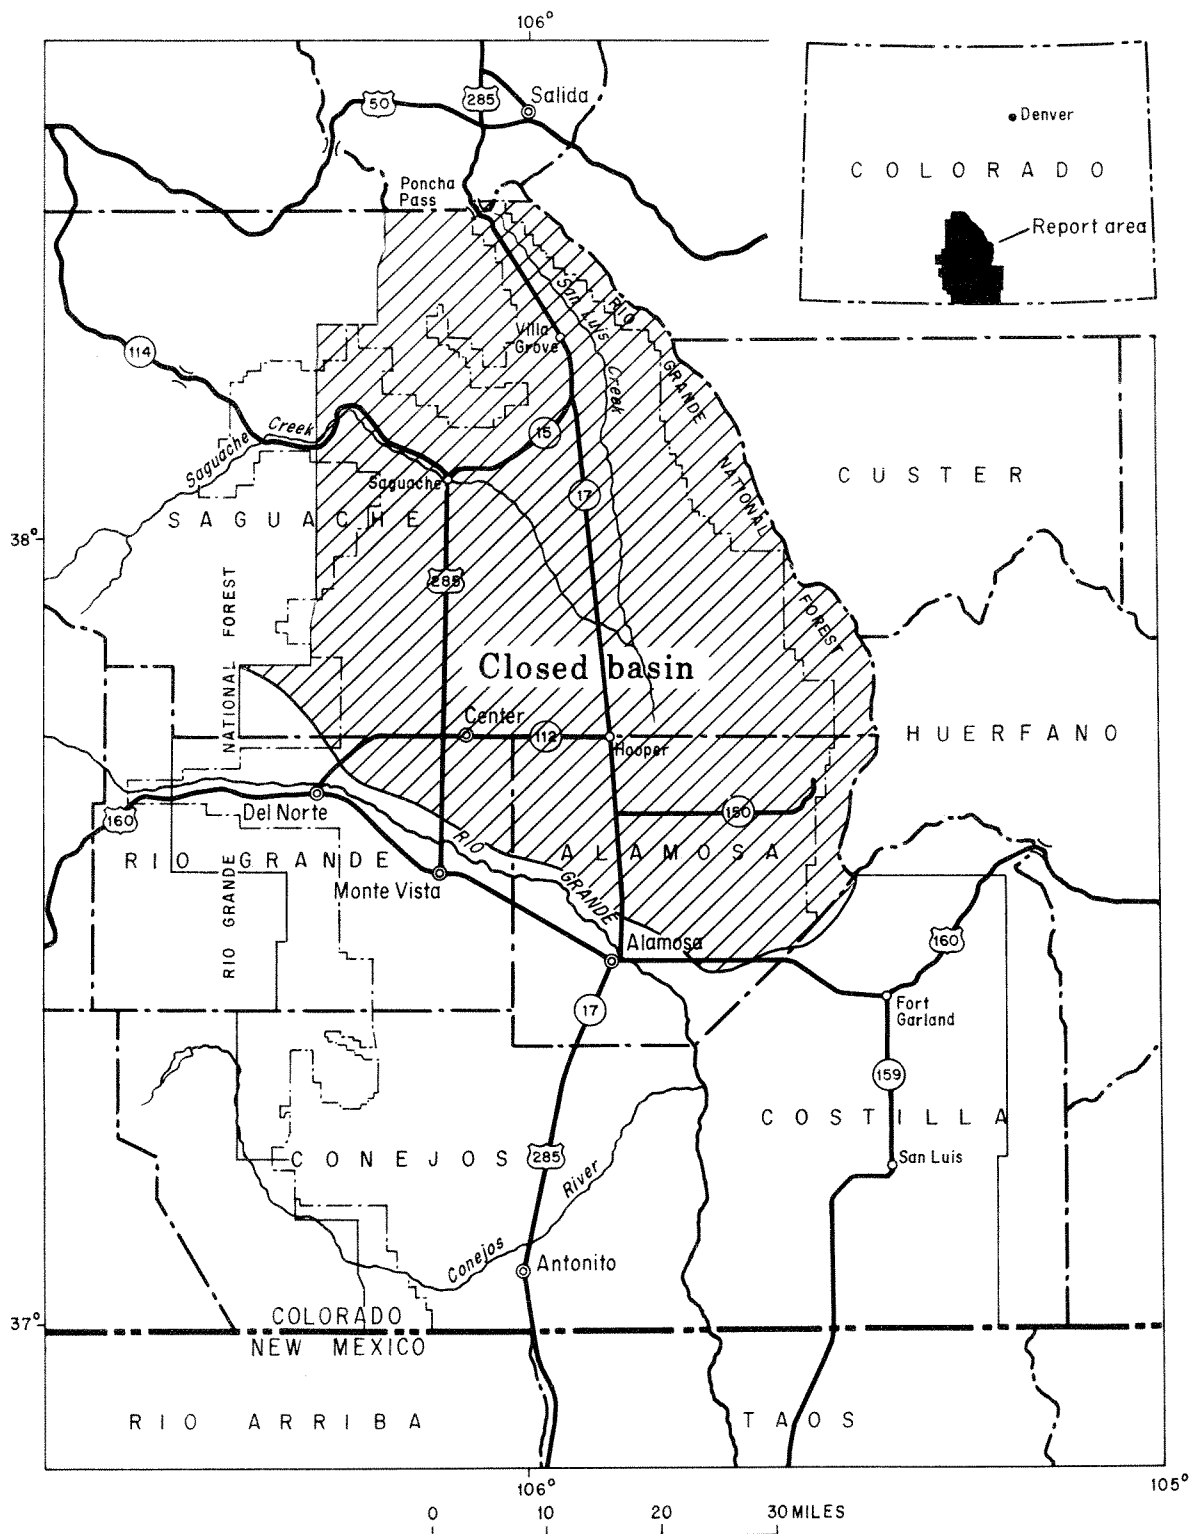 106°
50
285
Salida
Denver
COLORADO
Report area
Poncha
Pass
San Luis
Creek
Villa
Grove
114
RIO
GRANDE
NATIONAL
FOREST
Saguache Creek
15
17
Saguache
SAGUACHE
CUSTER
38°
285
NATIONAL FOREST
Closed basin
Center
112
Hooper
HUERFANO
160
Del Norte
150
RIO GRANDE
RIO
GRANDE
ALAMOSA
Monte Vista
RIO GRANDE
Alamosa
160
17
Fort
Garland
159
COSTILLA
CONEJOS
285
San Luis
Conejos River
Antonito
37°
COLORADO
NEW MEXICO
RIO ARRIBA
TAOS
106°
105°
0 10 20 30 MILES